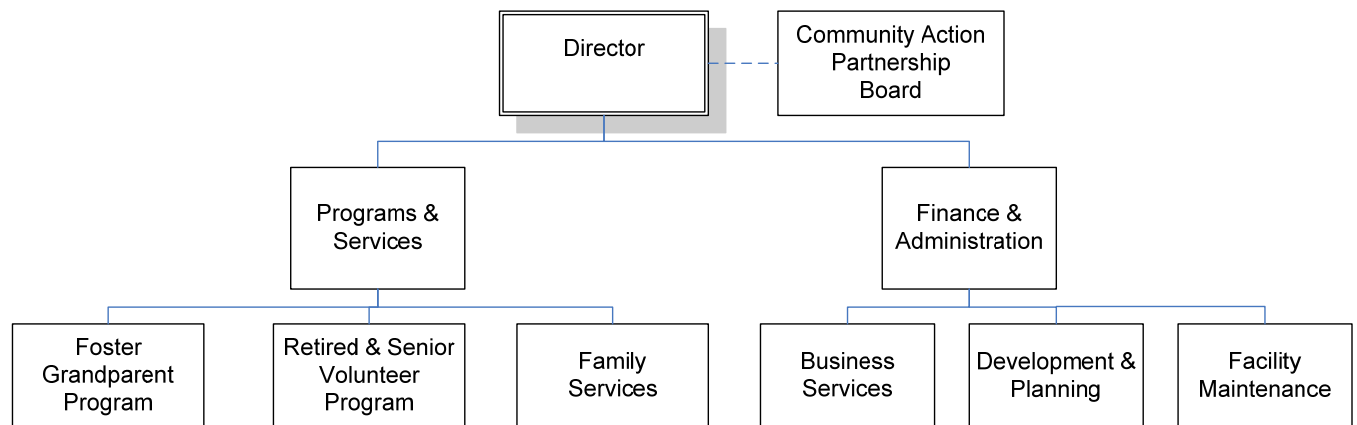 Director
Community Action
Partnership
Board
Programs &
Services
Finance &
Administration
Foster
Grandparent
Program
Retired & Senior
Volunteer
Program
Family
Services
Business
Services
Development &
Planning
Facility
Maintenance